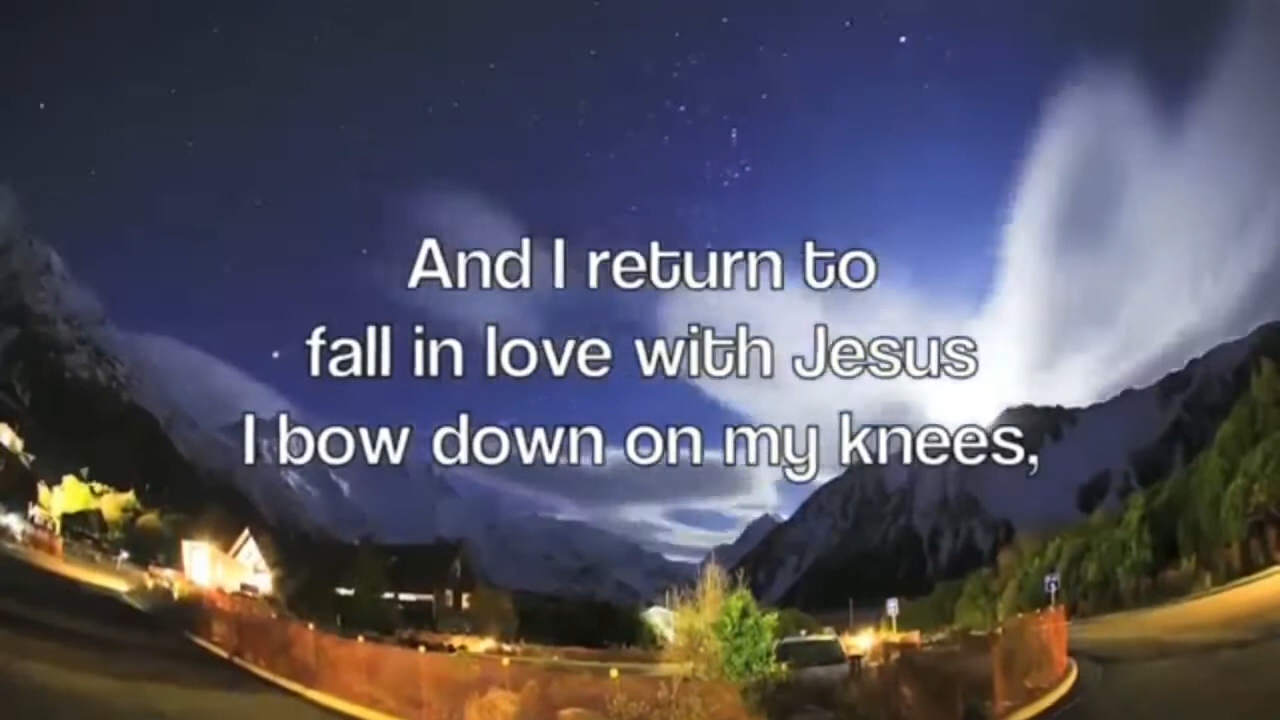 And I return to
fall in love with Jesus
I bow down on my knees,